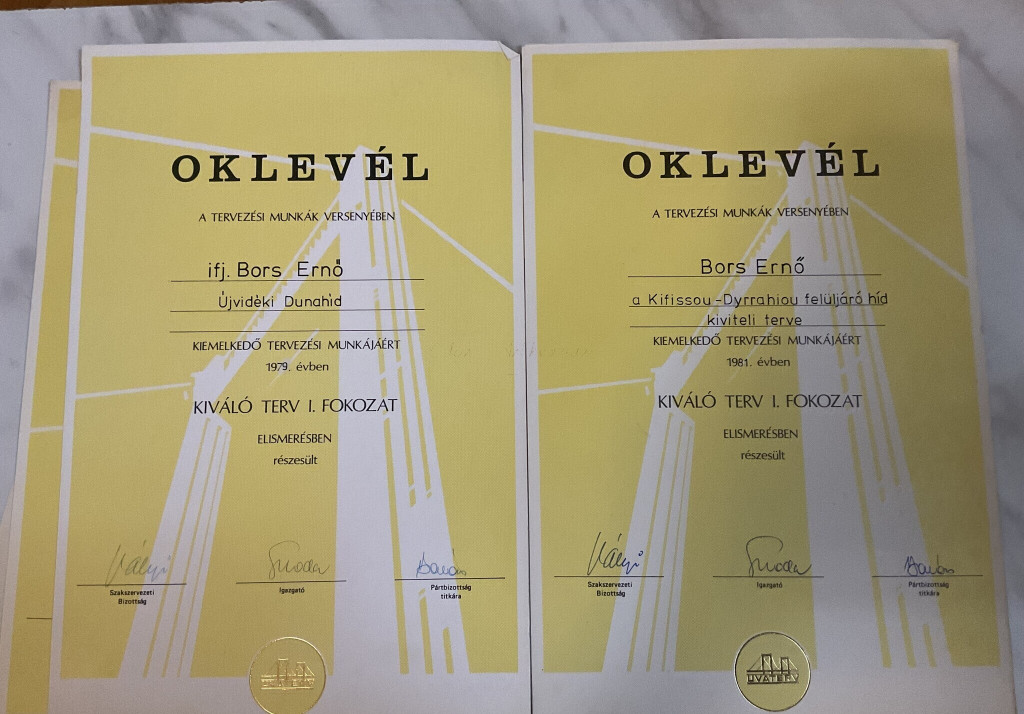 OKLEVÉL
A TERVEZÉSI MUNKÁK VERSENYÉBEN
ifj. Bors Ernő
Újvidéki Dunahíd
KIEMELKEDŐ TERVEZÉSI MUNKÁJÁÉRT
1979. évben
KIVÁLÓ TERV I. FOKOZAT
ELISMERÉSBEN
részesült
Szakszervezeti
Bizottság
Igazgató
Pártbizottság
titkára
UVATERV
OKLEVÉL
A TERVEZÉSI MUNKÁK VERSENYÉBEN
Bors Ernő
a Kifissou-Dyrrahiou felüljáró híd
kiviteli terve
KIEMELKEDŐ TERVEZÉSI MUNKÁJÁÉRT
1981. évben
KIVÁLÓ TERV I. FOKOZAT
ELISMERÉSBEN
részesült
Szakszervezeti
Bizottság
Igazgató
Pártbizottság
titkára
UVATERV